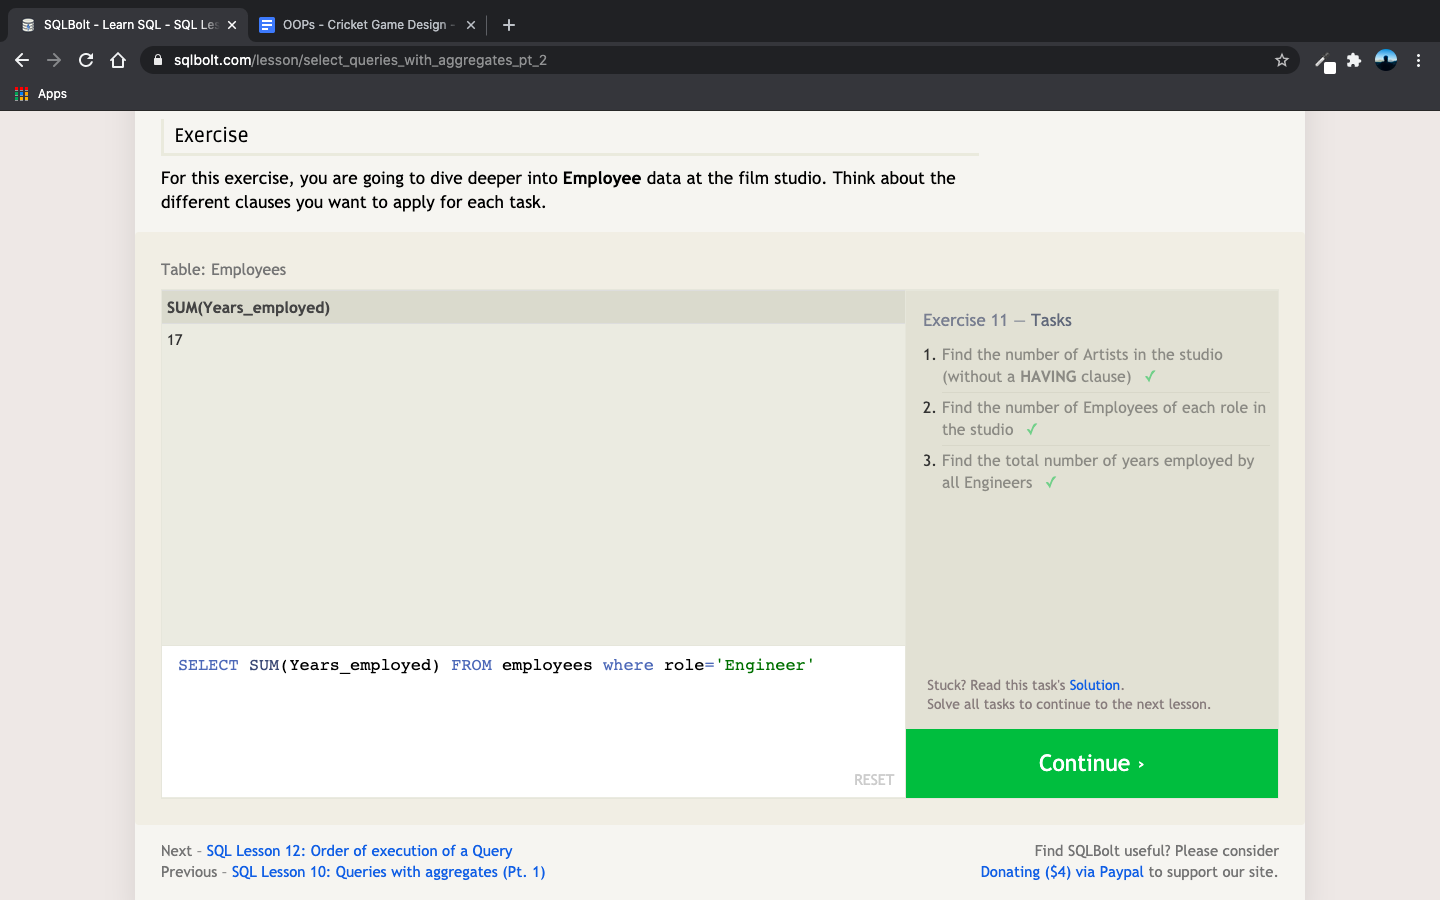 SQLBolt - Learn SQL - SQL Les
OOPs - Cricket Game Design -
sqlbolt.com/lesson/select_queries_with_aggregates_pt_2
Apps
Exercise
For this exercise, you are going to dive deeper into Employee data at the film studio. Think about the
different clauses you want to apply for each task.
Table: Employees
SUM(Years_employed)
17
Exercise 11 — Tasks
1. Find the number of Artists in the studio
(without a HAVING clause) ✓
2. Find the number of Employees of each role in
the studio ✓
3. Find the total number of years employed by
all Engineers ✓
SELECT SUM(Years_employed) FROM employees where role='Engineer'
RESET
Stuck? Read this task's Solution.
Solve all tasks to continue to the next lesson.
Continue ›
Next – SQL Lesson 12: Order of execution of a Query
Previous – SQL Lesson 10: Queries with aggregates (Pt. 1)
Find SQLBolt useful? Please consider
Donating ($4) via Paypal to support our site.